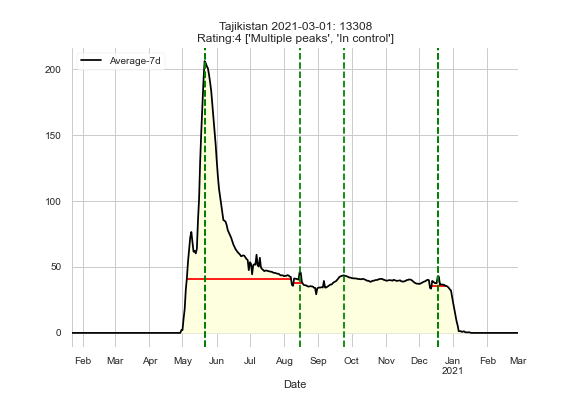 Tajikistan 2021-03-01: 13308
Rating:4 ['Multiple peaks', 'In control']
Average-7d
200
150
100
50
0
Feb Mar Apr May Jun Jul Aug Sep Oct Nov Dec Jan Feb Mar
2021
Date